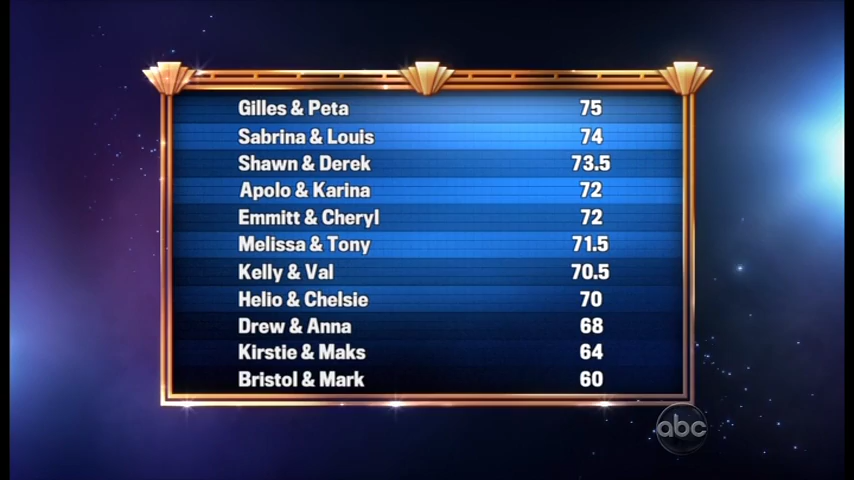 Gilles & Peta 75
Sabrina & Louis 74
Shawn & Derek 73.5
Apolo & Karina 72
Emmitt & Cheryl 72
Melissa & Tony 71.5
Kelly & Val 70.5
Helio & Chelsie 70
Drew & Anna 68
Kirstie & Maks 64
Bristol & Mark 60
abc